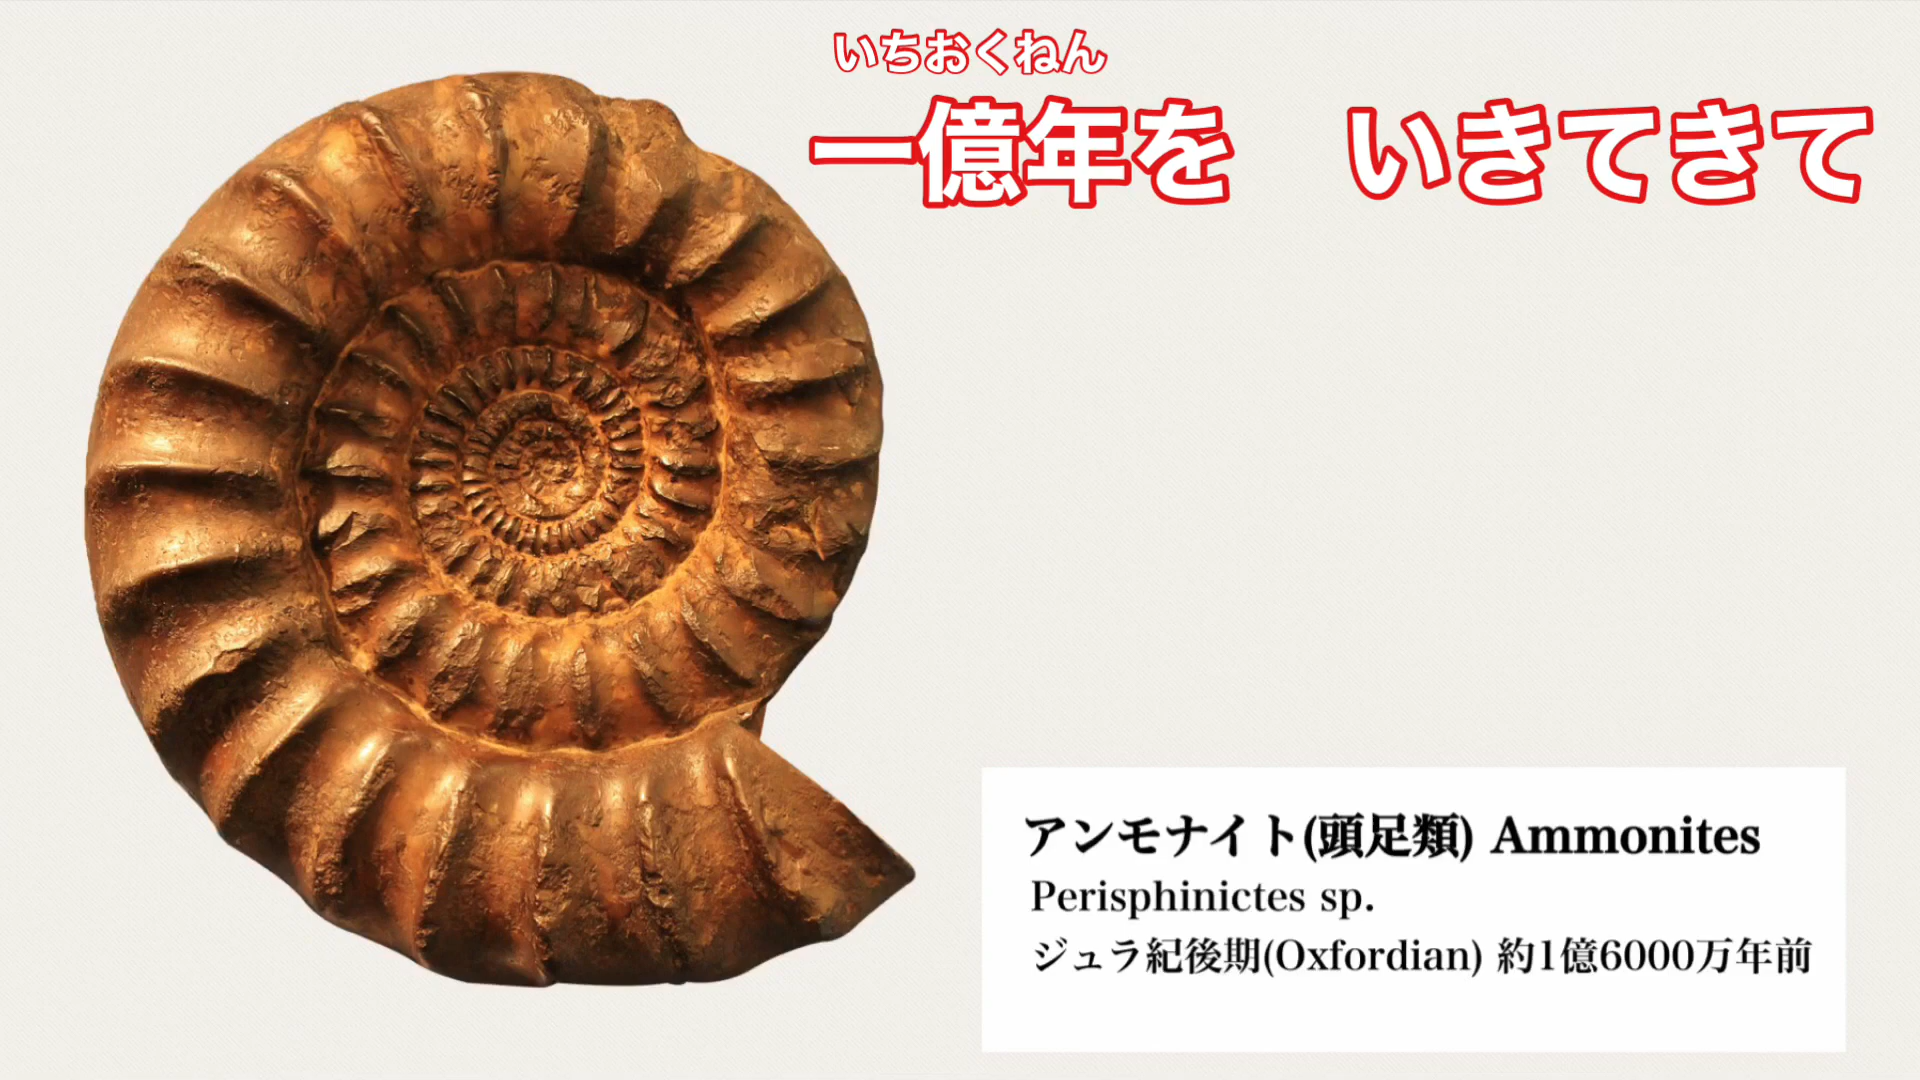 いちおくねん
一億年を　いきてきて
アンモナイト(頭足類) Ammonites
Perisphinictes sp.
ジュラ紀後期(Oxfordian) 約1億6000万年前